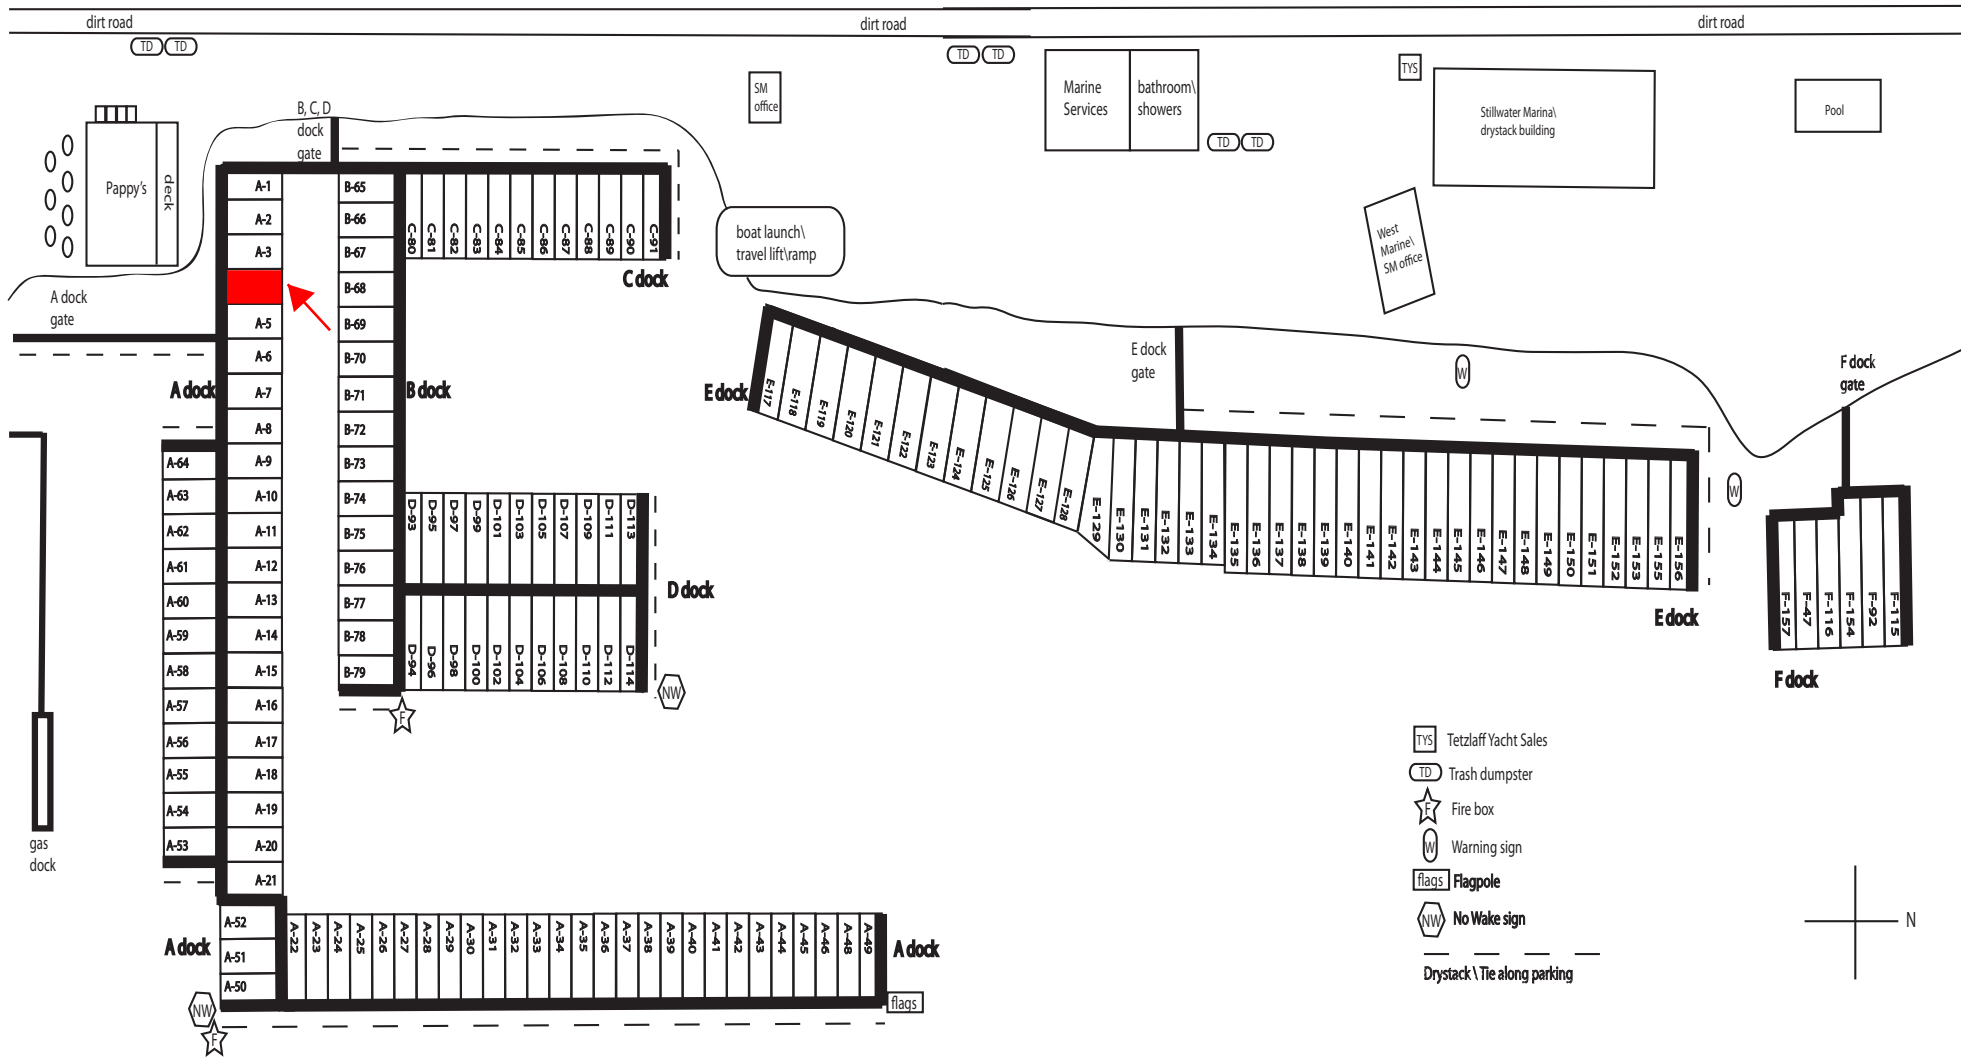 dirt road
dirt road
dirt road
TD
TD
TD
TD
TYS
SM
office
Marine
Services
bathroom\
showers
TD
TD
Stillwater Marina\
drystack building
Pool
Pappy's
deck
B, C, D
dock
gate
boat launch\
travel lift\ramp
West
Marine\
SM office
A dock
gate
E dock
gate
F dock
gate
W
W
A-1
A-2
A-3
A-5
A-6
A-7
A-8
A-9
A-10
A-11
A-12
A-13
A-14
A-15
A-16
A-17
A-18
A-19
A-20
A-21
B-65
B-66
B-67
B-68
B-69
B-70
B-71
B-72
B-73
B-74
B-75
B-76
B-77
B-78
B-79
C-80
C-81
C-82
C-83
C-84
C-85
C-86
C-87
C-88
C-89
C-90
C-91
C dock
A dock
B dock
A-64
A-63
A-62
A-61
A-60
A-59
A-58
A-57
A-56
A-55
A-54
A-53
D-93
D-95
D-97
D-99
D-101
D-103
D-105
D-107
D-109
D-111
D-113
D dock
D-94
D-96
D-98
D-100
D-102
D-104
D-106
D-108
D-110
D-112
D-114
NW
F
E dock
E-117
E-118
E-119
E-120
E-121
E-122
E-123
E-124
E-125
E-126
E-127
E-128
E-129
E-130
E-131
E-132
E-133
E-134
E-135
E-136
E-137
E-138
E-139
E-140
E-141
E-142
E-143
E-144
E-145
E-146
E-147
E-148
E-149
E-150
E-151
E-152
E-153
E-155
E-156
E dock
F-157
F-47
F-116
F-154
F-92
F-115
F dock
gas
dock
A-52
A-51
A-50
A dock
A-22
A-23
A-24
A-25
A-26
A-27
A-28
A-29
A-30
A-31
A-32
A-33
A-34
A-35
A-36
A-37
A-38
A-39
A-40
A-41
A-42
A-43
A-44
A-45
A-46
A-48
A-49
A dock
flags
NW
F
TYS Tetzlaff Yacht Sales
TD Trash dumpster
F Fire box
W Warning sign
flags Flagpole
NW No Wake sign
Drystack \ Tie along parking
N